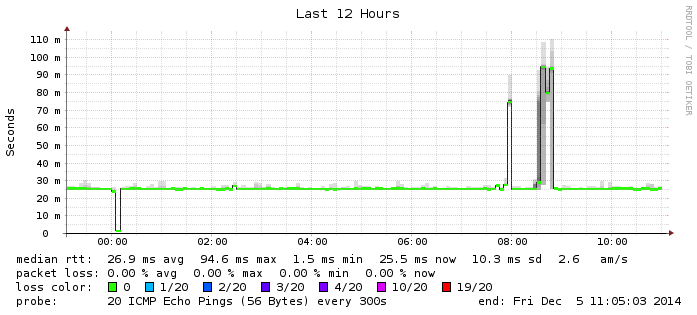 Last 12 Hours
RRDTOOL / TOBI OETIKER
Seconds
110 m
100 m
90 m
80 m
70 m
60 m
50 m
40 m
30 m
20 m
10 m
0
00:00 02:00 04:00 06:00 08:00 10:00
median rtt: 26.9 ms avg 94.6 ms max 1.5 ms min 25.5 ms now 10.3 ms sd 2.6 am/s
packet loss: 0.00 % avg 0.00 % max 0.00 % min 0.00 % now
loss color: 0 1/20 2/20 3/20 4/20 10/20 19/20
probe: 20 ICMP Echo Pings (56 Bytes) every 300s end: Fri Dec 5 11:05:03 2014